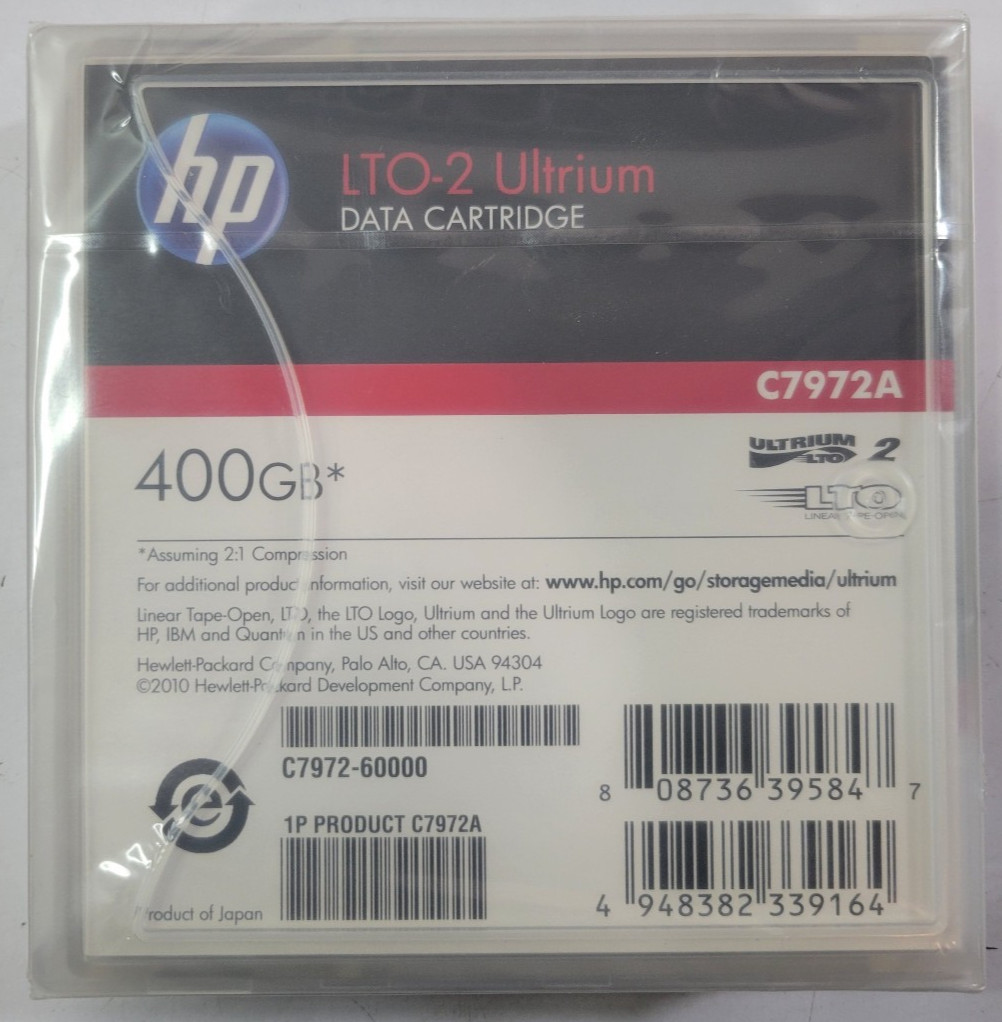 hp
LTO-2 Ultrium
DATA CARTRIDGE
C7972A
400GB*
ULTRIUM LTO 2
LTO
LINEAR TAPE-OPEN
*Assuming 2:1 Compression
For additional product information, visit our website at: www.hp.com/go/storagemedia/ultrium
Linear Tape-Open, LTO, the LTO Logo, Ultrium and the Ultrium Logo are registered trademarks of
HP, IBM and Quantum in the US and other countries.
Hewlett-Packard Company, Palo Alto, CA. USA 94304
©2010 Hewlett-Packard Development Company, L.P.
C7972-60000
8 08736 39584 7
e
1P PRODUCT C7972A
4 948382 339164
Product of Japan